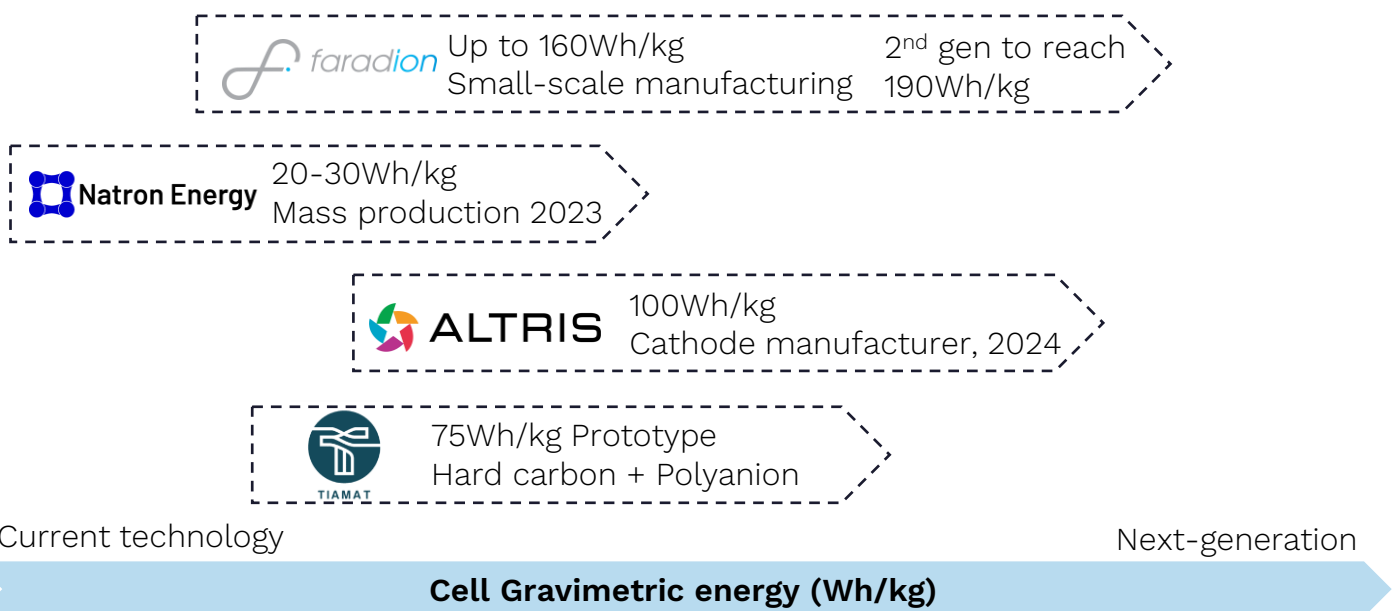 faradion
Up to 160Wh/kg
Small-scale manufacturing
2nd gen to reach
190Wh/kg
Natron Energy
20-30Wh/kg
Mass production 2023
ALTRIS
100Wh/kg
Cathode manufacturer, 2024
TIAMAT
75Wh/kg Prototype
Hard carbon + Polyanion
Current technology
Next-generation
Cell Gravimetric energy (Wh/kg)